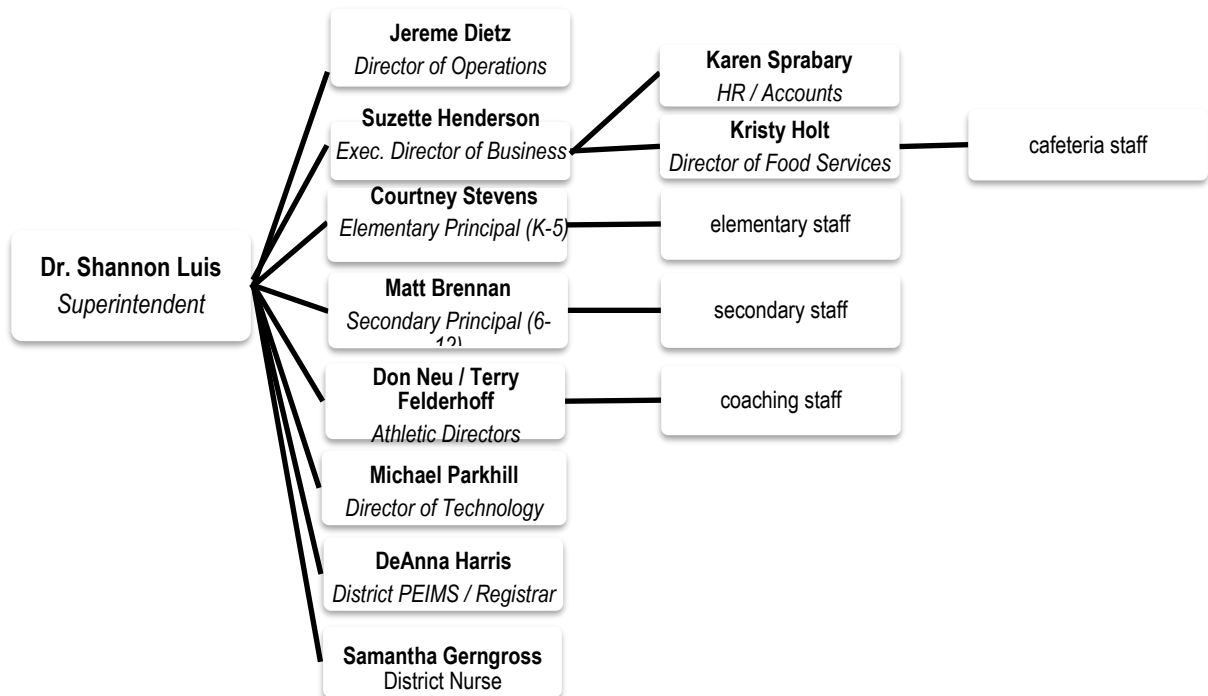 Jereme Dietz
Director of Operations
Karen Sprabary
HR / Accounts
Suzette Henderson
Exec. Director of Business
Kristy Holt
Director of Food Services
cafeteria staff
Courtney Stevens
Elementary Principal (K-5)
elementary staff
Dr. Shannon Luis
Superintendent
Matt Brennan
Secondary Principal (6-
12)
secondary staff
Don Neu / Terry
Felderhoff
Athletic Directors
coaching staff
Michael Parkhill
Director of Technology
DeAnna Harris
District PEIMS / Registrar
Samantha Gerngross
District Nurse